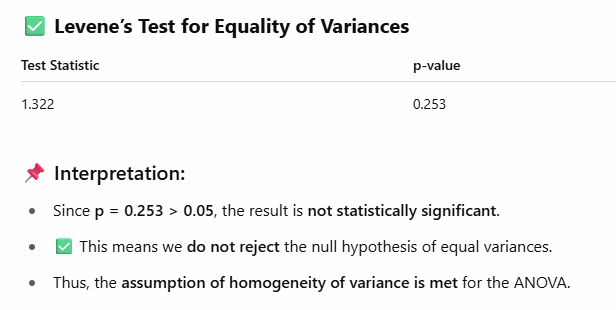 ✅ Levene’s Test for Equality of Variances
Test Statistic p-value
1.322 0.253
📌 Interpretation:
• Since p = 0.253 > 0.05, the result is not statistically significant.
• ✅ This means we do not reject the null hypothesis of equal variances.
• Thus, the assumption of homogeneity of variance is met for the ANOVA.